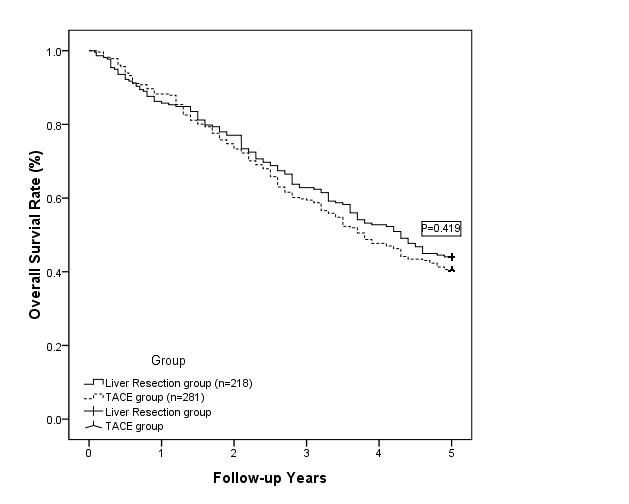 1.0
0.8
0.6
0.4
0.2
0.0
Overall Survial Rate (%)
P=0.419
Group
Liver Resection group (n=218)
TACE group (n=281)
Liver Resection group
TACE group
0 1 2 3 4 5
Follow-up Years